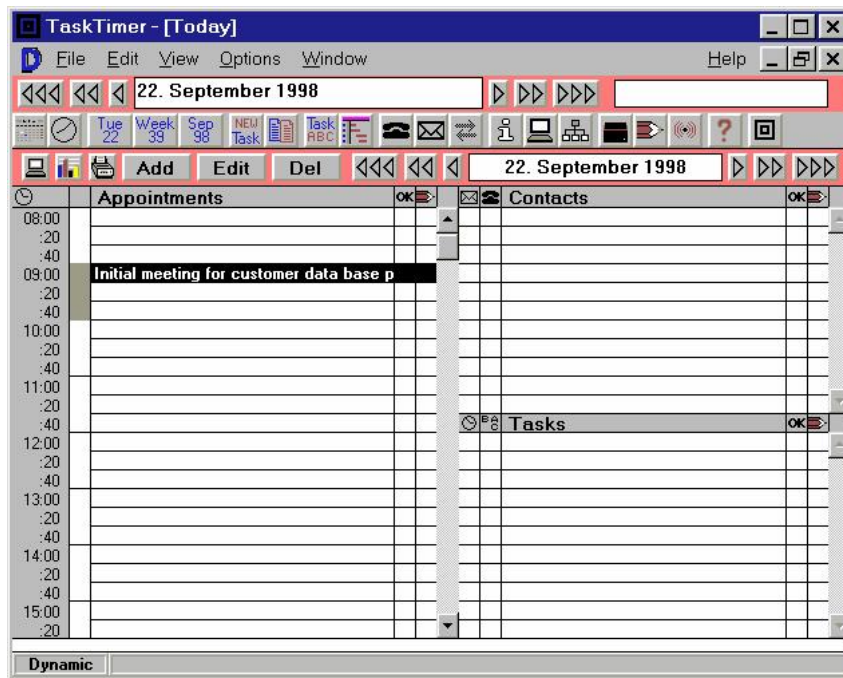 TaskTimer - [Today]
File Edit View Options Window Help
22. September 1998
Tue 22 Week 39 Sep 98 NEW Task Task ABC
Add Edit Del 22. September 1998
Appointments OK Contacts OK
08:00
:20
:40
09:00 Initial meeting for customer data base p
:20
:40
10:00
:20
:40
11:00
:20
:40 B A C Tasks OK
12:00
:20
:40
13:00
:20
:40
14:00
:20
:40
15:00
:20
Dynamic